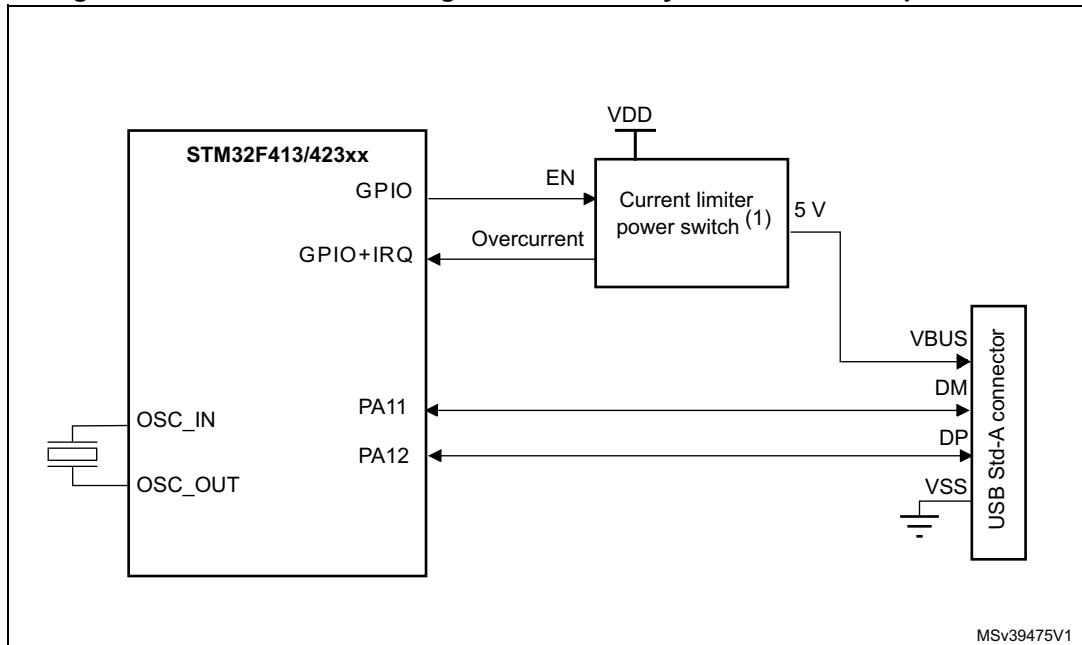 VDD
STM32F413/423xx
GPIO
EN
Current limiter
power switch (1)
5 V
GPIO+IRQ
Overcurrent
VBUS
DM
DP
VSS
USB Std-A connector
PA11
PA12
OSC_IN
OSC_OUT
MSv39475V1